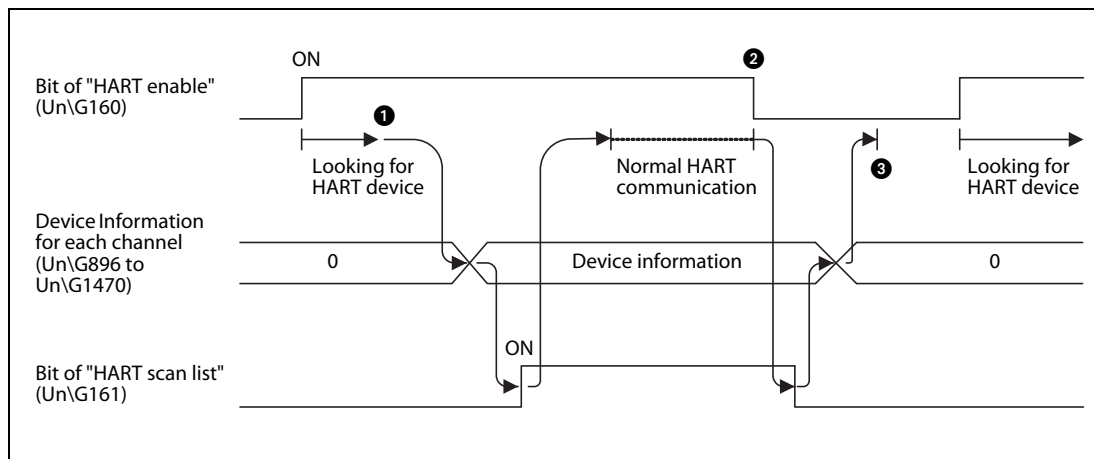 ON
❷
Bit of "HART enable"
(Un\G160)
❶
❸
Looking for
HART device
Normal HART
communication
Looking for
HART device
Device Information
for each channel
(Un\G896 to
Un\G1470)
0
Device information
0
ON
Bit of "HART scan list"
(Un\G161)